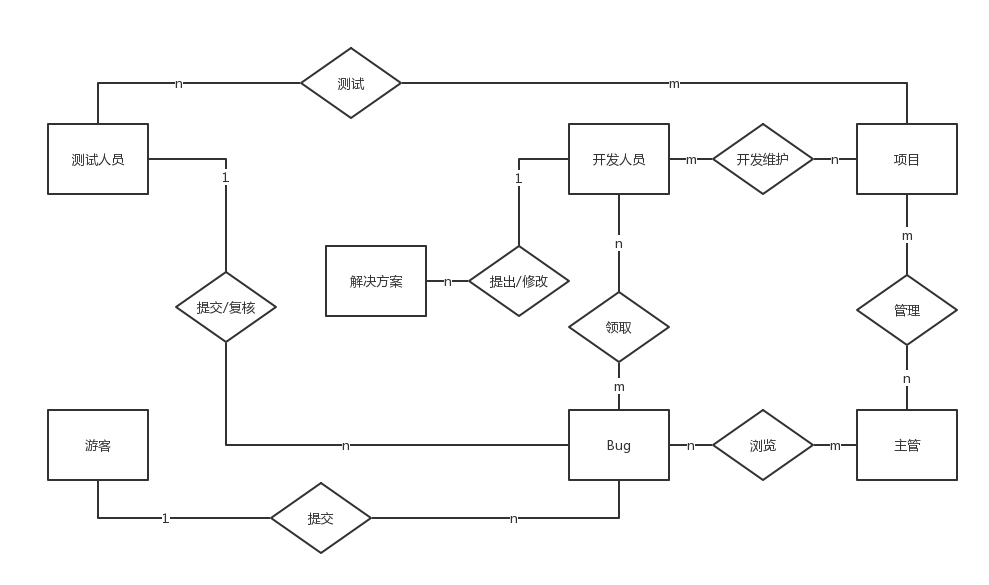 测试
n
m
测试人员
开发人员
m
开发维护
n
项目
1
1
n
m
解决方案
n
提出/修改
提交/复核
领取
管理
m
n
游客
n
Bug
n
浏览
m
主管
1
提交
n